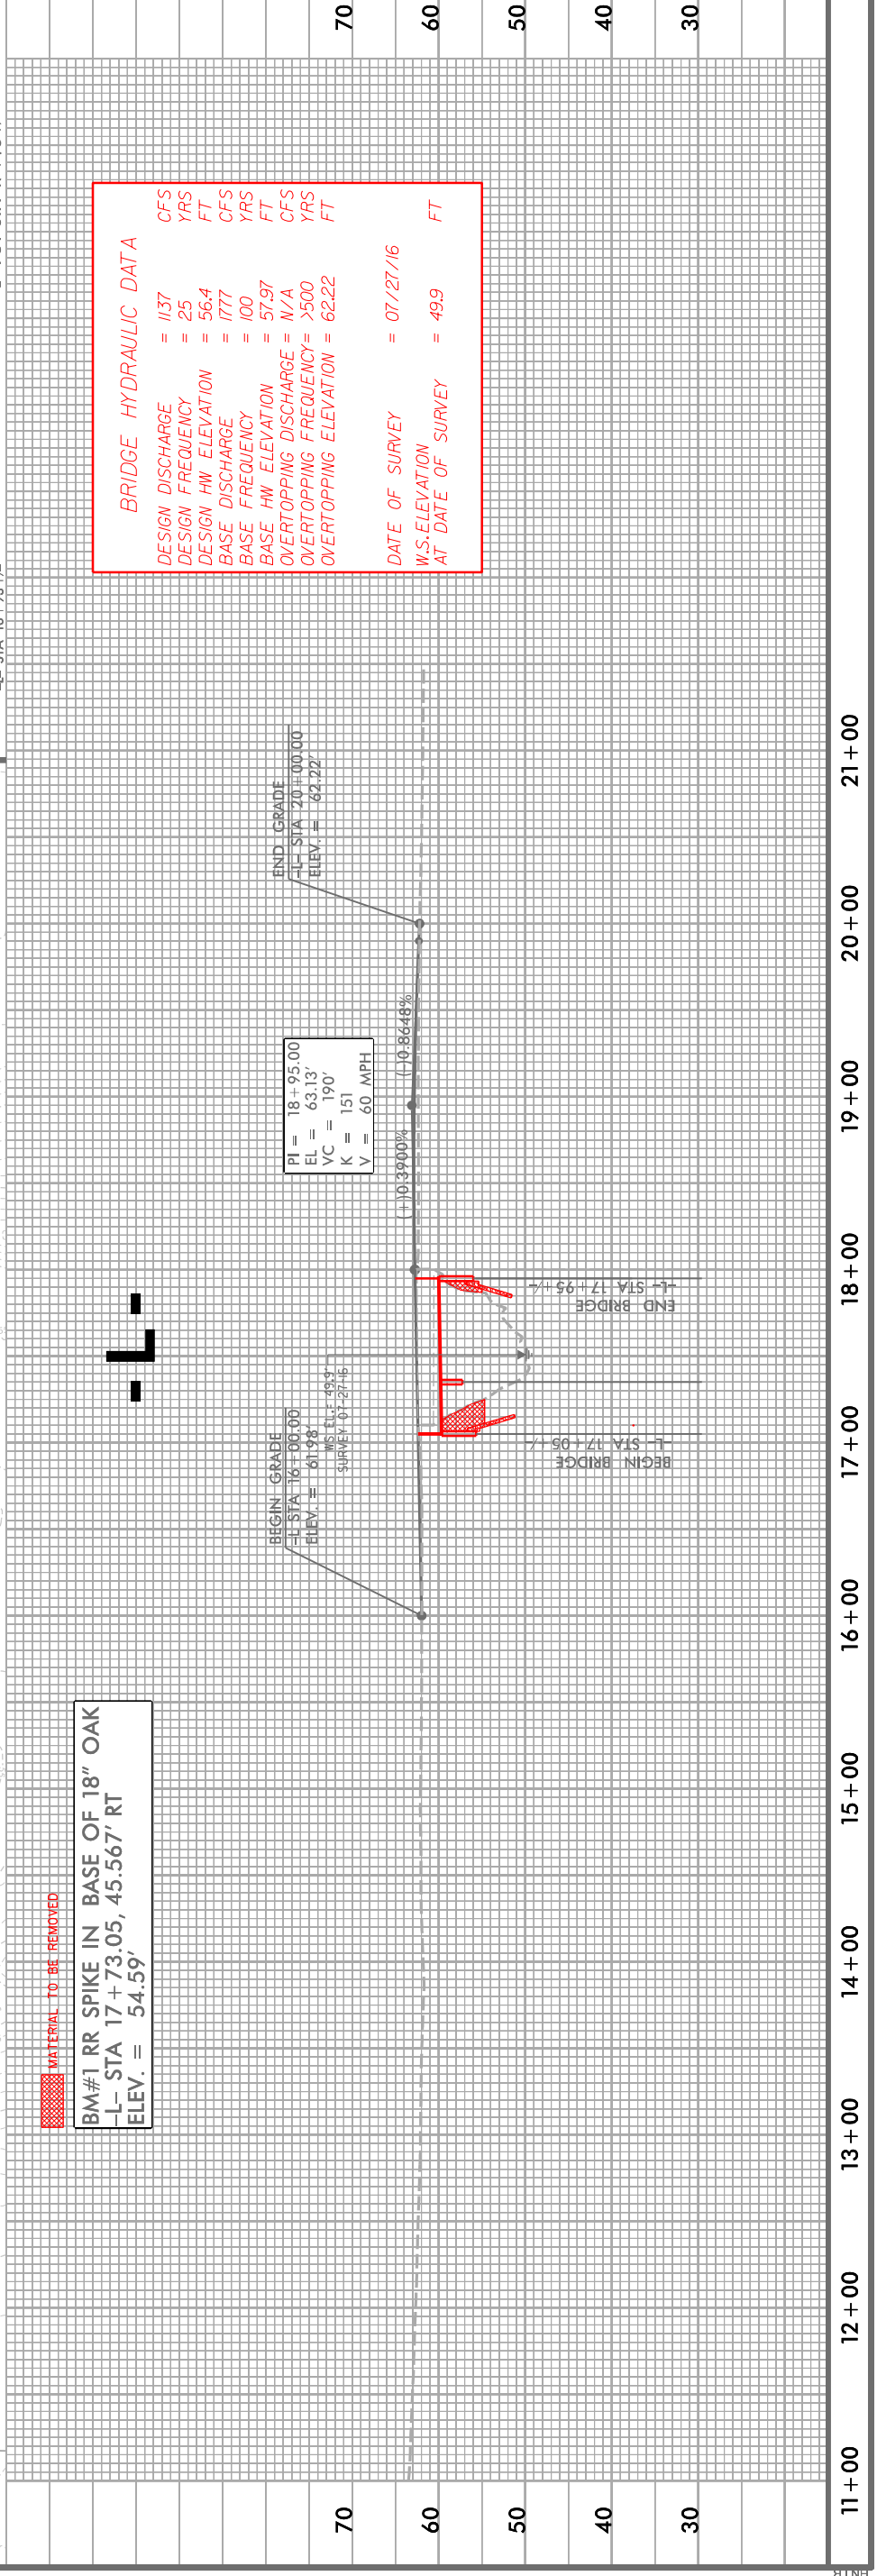 MATERIAL TO BE REMOVED
BM#1 RR SPIKE IN BASE OF 18" OAK
-L- STA 17+73.05, 45.567' RT
ELEV. = 54.59'
-L-
BRIDGE HYDRAULIC DATA
DESIGN DISCHARGE = 1137 CFS
DESIGN FREQUENCY = 25 YRS
DESIGN HW ELEVATION = 56.4 FT
BASE DISCHARGE = 1777 CFS
BASE FREQUENCY = 100 YRS
BASE HW ELEVATION = 57.97 FT
OVERTOPPING DISCHARGE = N/A CFS
OVERTOPPING FREQUENCY = >500 YRS
OVERTOPPING ELEVATION = 62.22 FT
DATE OF SURVEY = 07/27/16
W.S. ELEVATION
AT DATE OF SURVEY = 49.9 FT
BEGIN GRADE
-L- STA 16+00.00
ELEV. = 61.98'
WS EL.= 49.9'
SURVEY 07-27-16
PI = 18+95.00
EL = 63.13'
VC = 190'
K = 151
V = 60 MPH
END GRADE
-L- STA 20+00.00
ELEV. = 62.22'
(+)0.3900%
(-)0.8648%
BEGIN BRIDGE
-L- STA 17+05+/-
END BRIDGE
-L- STA 17+95+/-
70
60
50
40
30
70
60
50
40
30
11+00
12+00
13+00
14+00
15+00
16+00
17+00
18+00
19+00
20+00
21+00